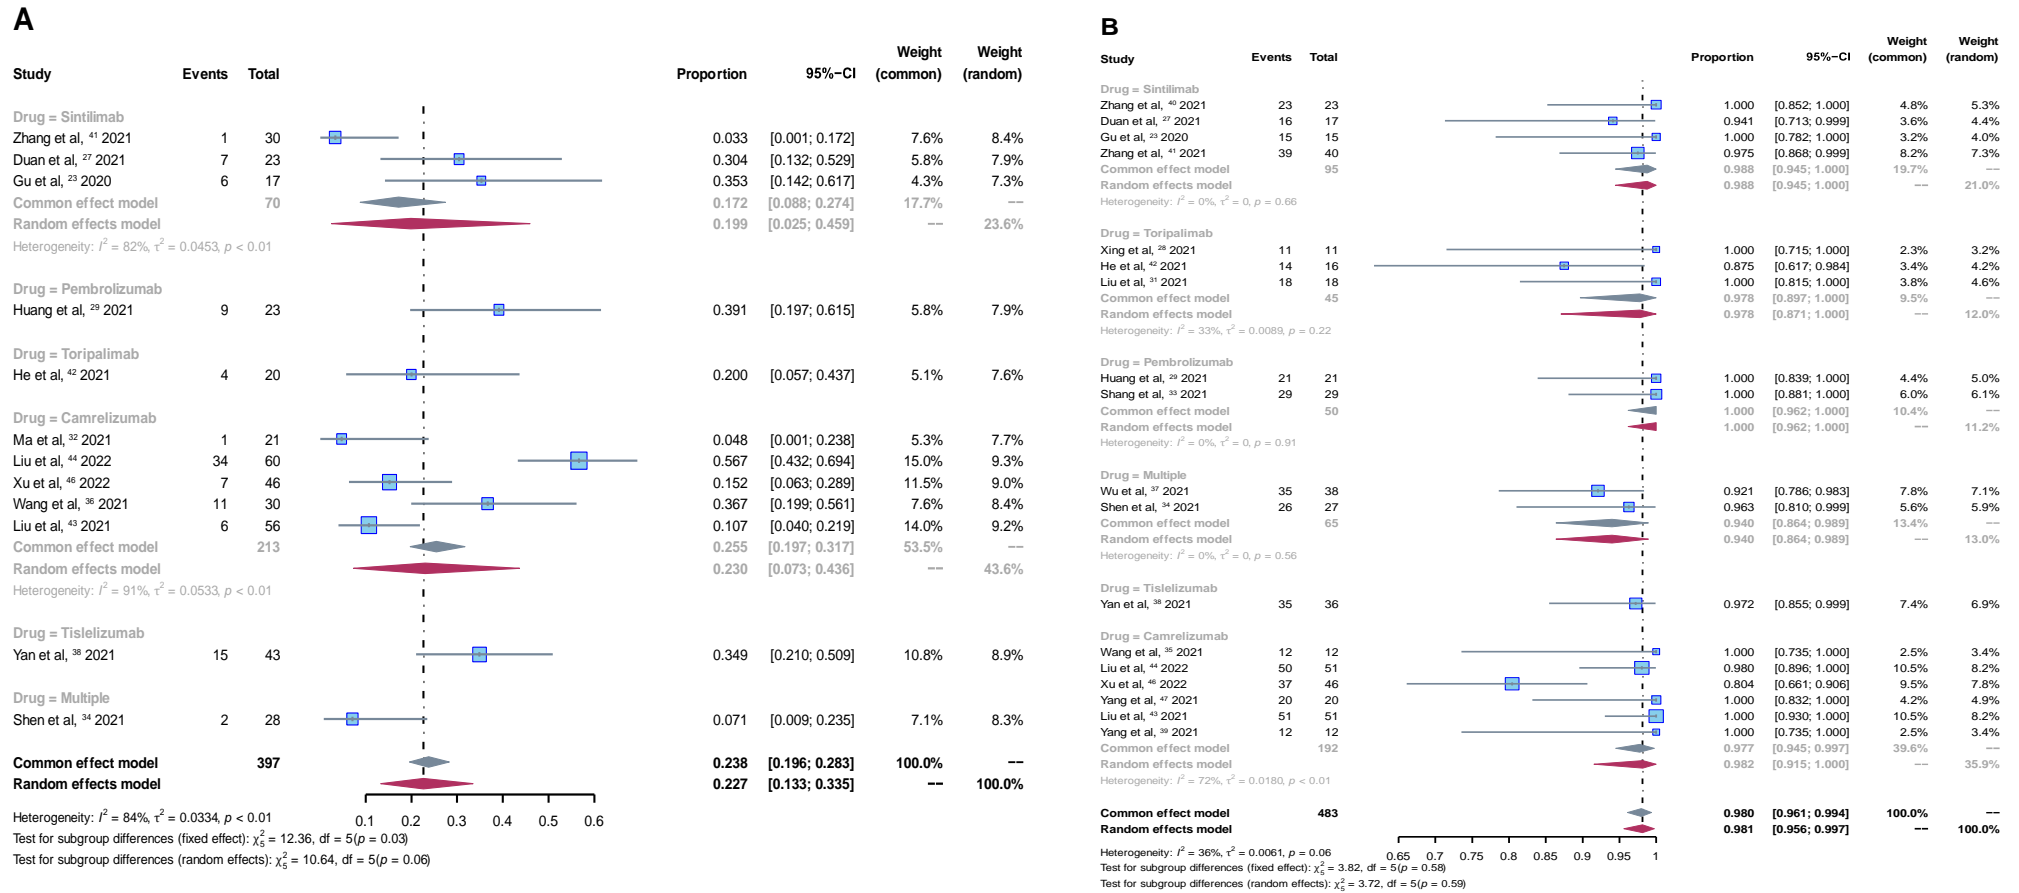 A
Weight Weight
Study Events Total Proportion 95%−CI (common) (random)
Drug = Sintilimab
Zhang et al, 41 2021 1 30 0.033 [0.001; 0.172] 7.6% 8.4%
Duan et al, 27 2021 7 23 0.304 [0.132; 0.529] 5.8% 7.9%
Gu et al, 23 2020 6 17 0.353 [0.142; 0.617] 4.3% 7.3%
Common effect model 70 0.172 [0.088; 0.274] 17.7% −−
Random effects model 0.199 [0.025; 0.459] −− 23.6%
Heterogeneity: I² = 82%, τ² = 0.0453, p < 0.01
Drug = Pembrolizumab
Huang et al, 29 2021 9 23 0.391 [0.197; 0.615] 5.8% 7.9%
Drug = Toripalimab
He et al, 42 2021 4 20 0.200 [0.057; 0.437] 5.1% 7.6%
Drug = Camrelizumab
Ma et al, 32 2021 1 21 0.048 [0.001; 0.238] 5.3% 7.7%
Liu et al, 44 2022 34 60 0.567 [0.432; 0.694] 15.0% 9.3%
Xu et al, 46 2022 7 46 0.152 [0.063; 0.289] 11.5% 9.0%
Wang et al, 36 2021 11 30 0.367 [0.199; 0.561] 7.6% 8.4%
Liu et al, 43 2021 6 56 0.107 [0.040; 0.219] 14.0% 9.2%
Common effect model 213 0.255 [0.197; 0.317] 53.5% −−
Random effects model 0.230 [0.073; 0.436] −− 43.6%
Heterogeneity: I² = 91%, τ² = 0.0533, p < 0.01
Drug = Tislelizumab
Yan et al, 38 2021 15 43 0.349 [0.210; 0.509] 10.8% 8.9%
Drug = Multiple
Shen et al, 34 2021 2 28 0.071 [0.009; 0.235] 7.1% 8.3%
Common effect model 397 0.238 [0.196; 0.283] 100.0% −−
Random effects model 0.227 [0.133; 0.335] −− 100.0%
0.1 0.2 0.3 0.4 0.5 0.6
Heterogeneity: I² = 84%, τ² = 0.0334, p < 0.01
Test for subgroup differences (fixed effect): χ²₅ = 12.36, df = 5(p = 0.03)
Test for subgroup differences (random effects): χ²₅ = 10.64, df = 5(p = 0.06)
B
Weight Weight
Study Events Total Proportion 95%−CI (common) (random)
Drug = Sintilimab
Zhang et al, 40 2021 23 23 1.000 [0.852; 1.000] 4.8% 5.3%
Duan et al, 27 2021 16 17 0.941 [0.713; 0.999] 3.6% 4.4%
Gu et al, 23 2020 15 15 1.000 [0.782; 1.000] 3.2% 4.0%
Zhang et al, 41 2021 39 40 0.975 [0.868; 0.999] 8.2% 7.3%
Common effect model 95 0.988 [0.945; 1.000] 19.7% −−
Random effects model 0.988 [0.945; 1.000] −− 21.0%
Heterogeneity: I² = 0%, τ² = 0, p = 0.66
Drug = Toripalimab
Xing et al, 28 2021 11 11 1.000 [0.715; 1.000] 2.3% 3.2%
He et al, 42 2021 14 16 0.875 [0.617; 0.984] 3.4% 4.2%
Liu et al, 31 2021 18 18 1.000 [0.815; 1.000] 3.8% 4.6%
Common effect model 45 0.978 [0.897; 1.000] 9.5% −−
Random effects model 0.978 [0.871; 1.000] −− 12.0%
Heterogeneity: I² = 33%, τ² = 0.0089, p = 0.22
Drug = Pembrolizumab
Huang et al, 29 2021 21 21 1.000 [0.839; 1.000] 4.4% 5.0%
Shang et al, 33 2021 29 29 1.000 [0.881; 1.000] 6.0% 6.1%
Common effect model 50 1.000 [0.962; 1.000] 10.4% −−
Random effects model 1.000 [0.962; 1.000] −− 11.2%
Heterogeneity: I² = 0%, τ² = 0, p = 0.91
Drug = Multiple
Wu et al, 37 2021 35 38 0.921 [0.786; 0.983] 7.8% 7.1%
Shen et al, 34 2021 26 27 0.963 [0.810; 0.999] 5.6% 5.9%
Common effect model 65 0.940 [0.864; 0.989] 13.4% −−
Random effects model 0.940 [0.864; 0.989] −− 13.0%
Heterogeneity: I² = 0%, τ² = 0, p = 0.56
Drug = Tislelizumab
Yan et al, 38 2021 35 36 0.972 [0.855; 0.999] 7.4% 6.9%
Drug = Camrelizumab
Wang et al, 35 2021 12 12 1.000 [0.735; 1.000] 2.5% 3.4%
Liu et al, 44 2022 50 51 0.980 [0.896; 1.000] 10.5% 8.2%
Xu et al, 46 2022 37 46 0.804 [0.661; 0.906] 9.5% 7.8%
Yang et al, 47 2021 20 20 1.000 [0.832; 1.000] 4.2% 4.9%
Liu et al, 43 2021 51 51 1.000 [0.930; 1.000] 10.5% 8.2%
Yang et al, 39 2021 12 12 1.000 [0.735; 1.000] 2.5% 3.4%
Common effect model 192 0.977 [0.945; 0.997] 39.6% −−
Random effects model 0.982 [0.915; 1.000] −− 35.9%
Heterogeneity: I² = 72%, τ² = 0.0180, p < 0.01
Common effect model 483 0.980 [0.961; 0.994] 100.0% −−
Random effects model 0.981 [0.956; 0.997] −− 100.0%
0.65 0.7 0.75 0.8 0.85 0.9 0.95 1
Heterogeneity: I² = 36%, τ² = 0.0061, p = 0.06
Test for subgroup differences (fixed effect): χ²₅ = 3.82, df = 5(p = 0.58)
Test for subgroup differences (random effects): χ²₅ = 3.72, df = 5(p = 0.59)